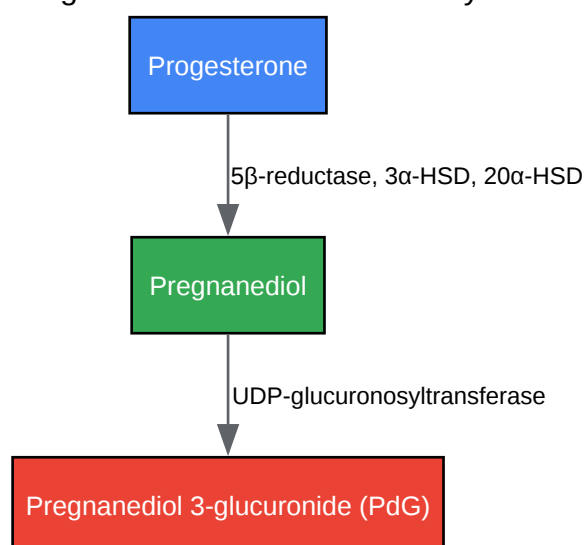 Progesterone
5β-reductase, 3α-HSD, 20α-HSD
Pregnanediol
UDP-glucuronosyltransferase
Pregnanediol 3-glucuronide (PdG)